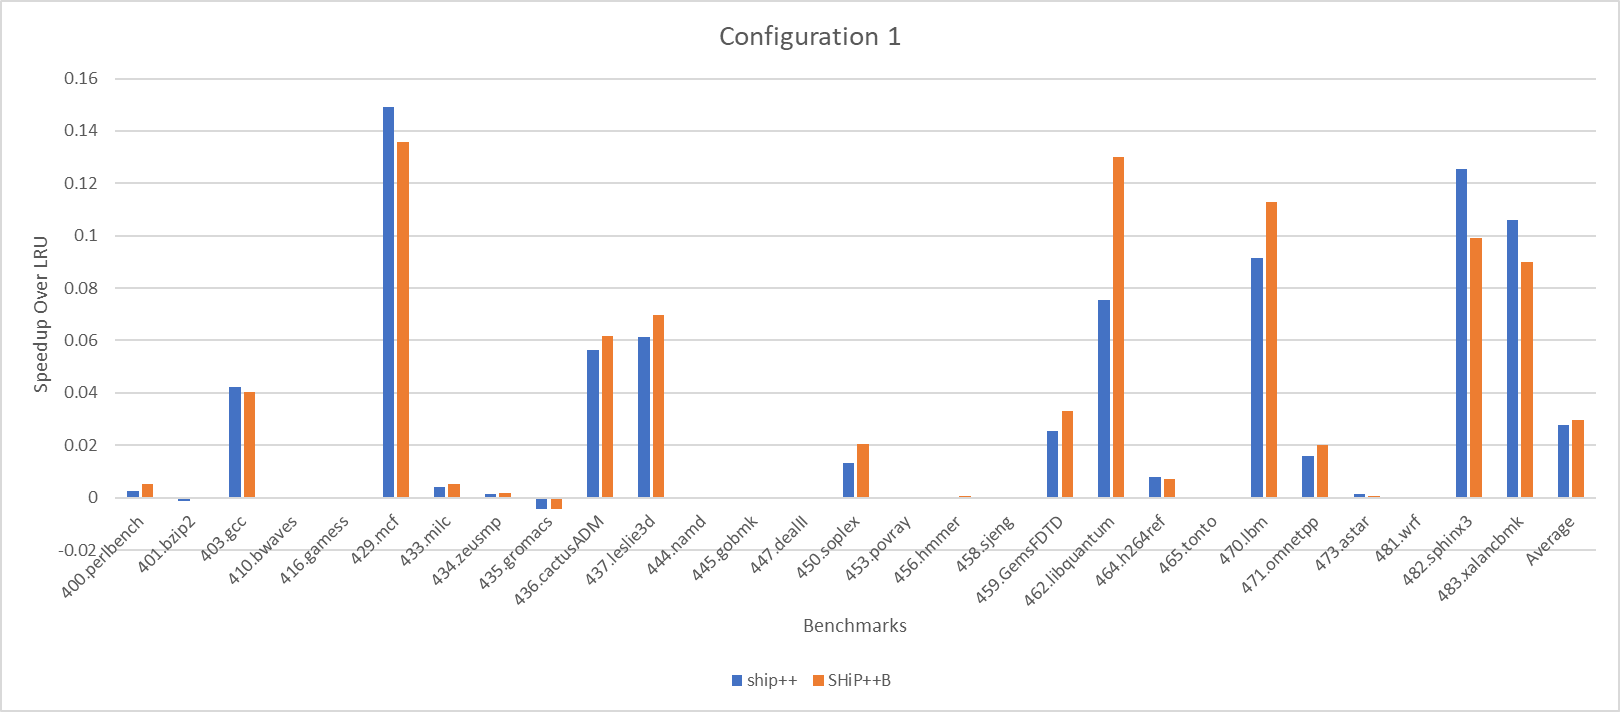 Configuration 1
Speedup Over LRU
0.16
0.14
0.12
0.1
0.08
0.06
0.04
0.02
0
-0.02
400.perlbench
401.bzip2
403.gcc
410.bwaves
416.gamess
429.mcf
433.milc
434.zeusmp
435.gromacs
436.cactusADM
437.leslie3d
444.namd
445.gobmk
447.dealII
450.soplex
453.povray
456.hmmer
458.sjeng
459.GemsFDTD
462.libquantum
464.h264ref
465.tonto
470.lbm
471.omnetpp
473.astar
481.wrf
482.sphinx3
483.xalancbmk
Average
Benchmarks
ship++ SHiP++B